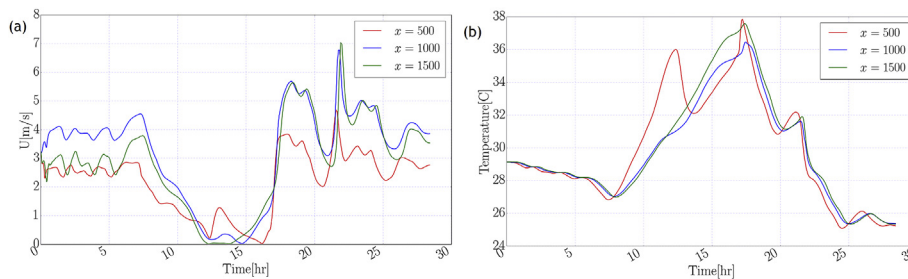 (a)
U[m/s]
8
7
6
5
4
3
2
1
0
x = 500
x = 1000
x = 1500
0
5
10
15
20
25
30
Time[hr]
(b)
Temperature[C]
38
36
34
32
30
28
26
24
x = 500
x = 1000
x = 1500
0
5
10
15
20
25
30
Time[hr]